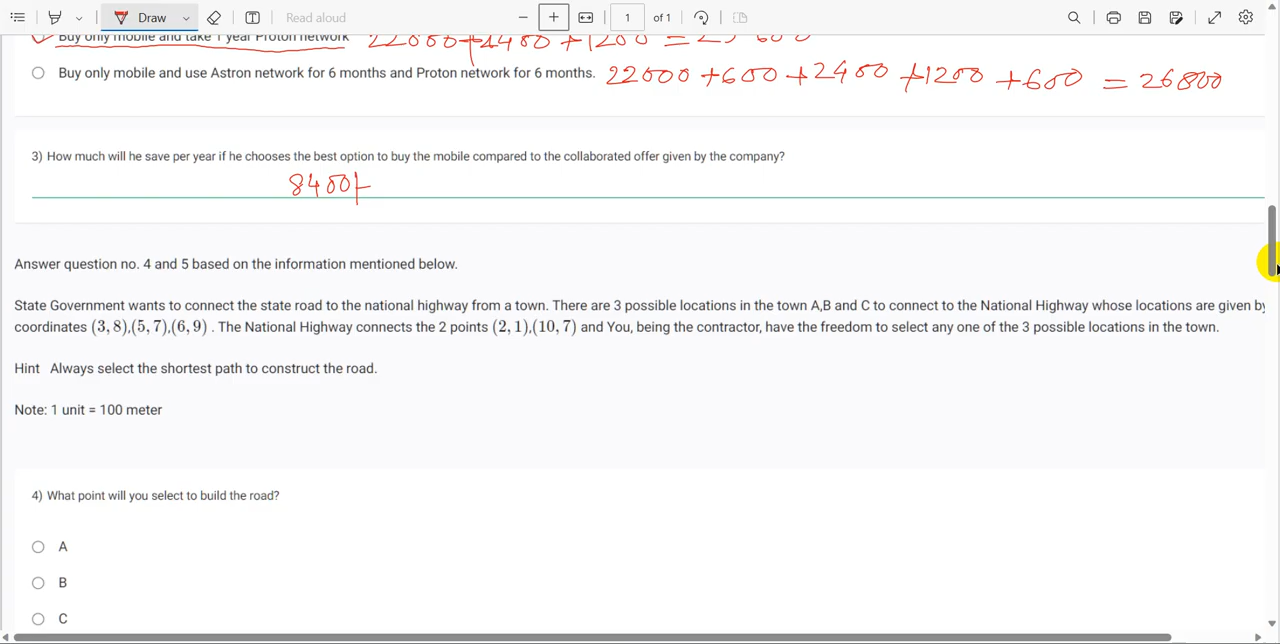 Draw
Read aloud
1 of 1
Buy only mobile and take 1 year Proton network 22000+2400+1200=25600
Buy only mobile and use Astron network for 6 months and Proton network for 6 months. 22000+600+2400+1200+600=26800
3) How much will he save per year if he chooses the best option to buy the mobile compared to the collaborated offer given by the company?
8400/-
Answer question no. 4 and 5 based on the information mentioned below.
State Government wants to connect the state road to the national highway from a town. There are 3 possible locations in the town A,B and C to connect to the National Highway whose locations are given by
coordinates (3,8),(5,7),(6,9) . The National Highway connects the 2 points (2,1),(10,7) and You, being the contractor, have the freedom to select any one of the 3 possible locations in the town.
Hint Always select the shortest path to construct the road.
Note: 1 unit = 100 meter
4) What point will you select to build the road?
A
B
C